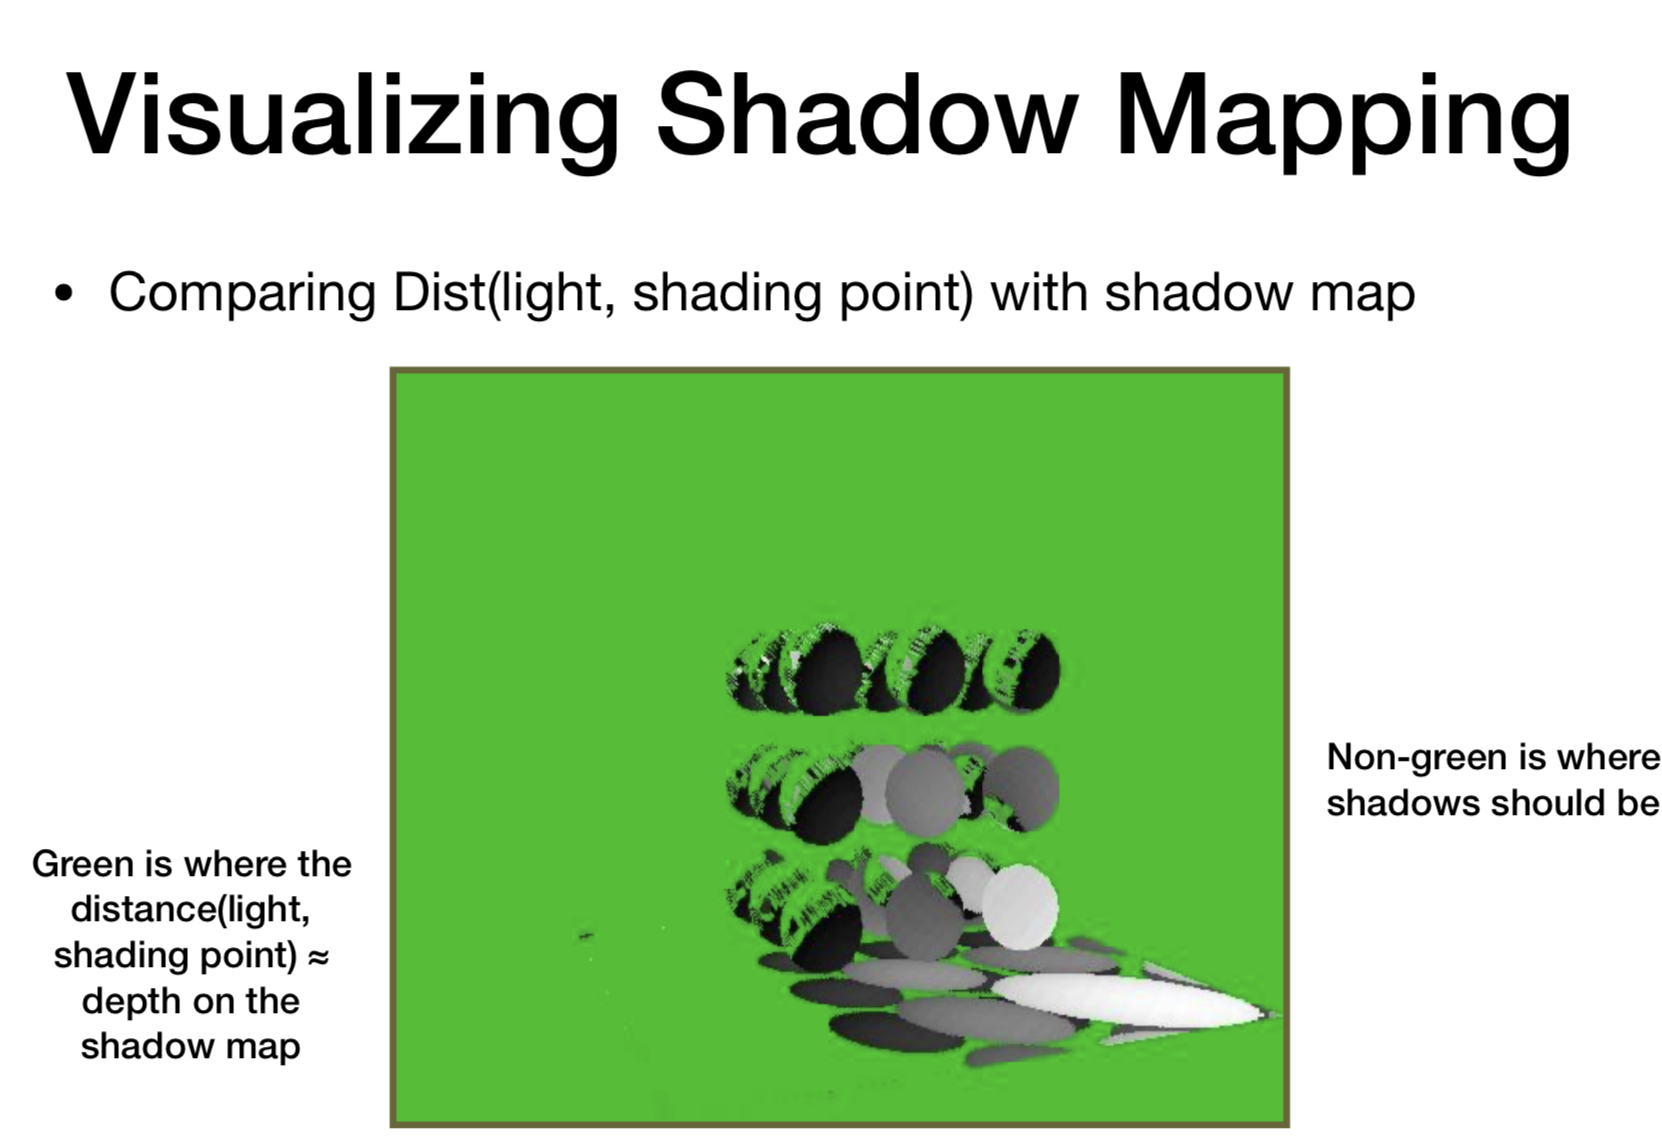 Visualizing Shadow Mapping
• Comparing Dist(light, shading point) with shadow map
Non-green is where
shadows should be
Green is where the
distance(light,
shading point) ≈
depth on the
shadow map